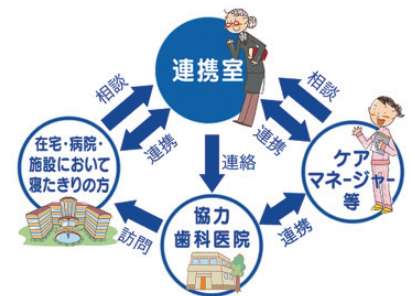 連携室
相談
連携
相談
連携
在宅・病院・
施設において
寝たきりの方
連絡
ケア
マネージャー
等
訪問
協力
歯科医院
連携